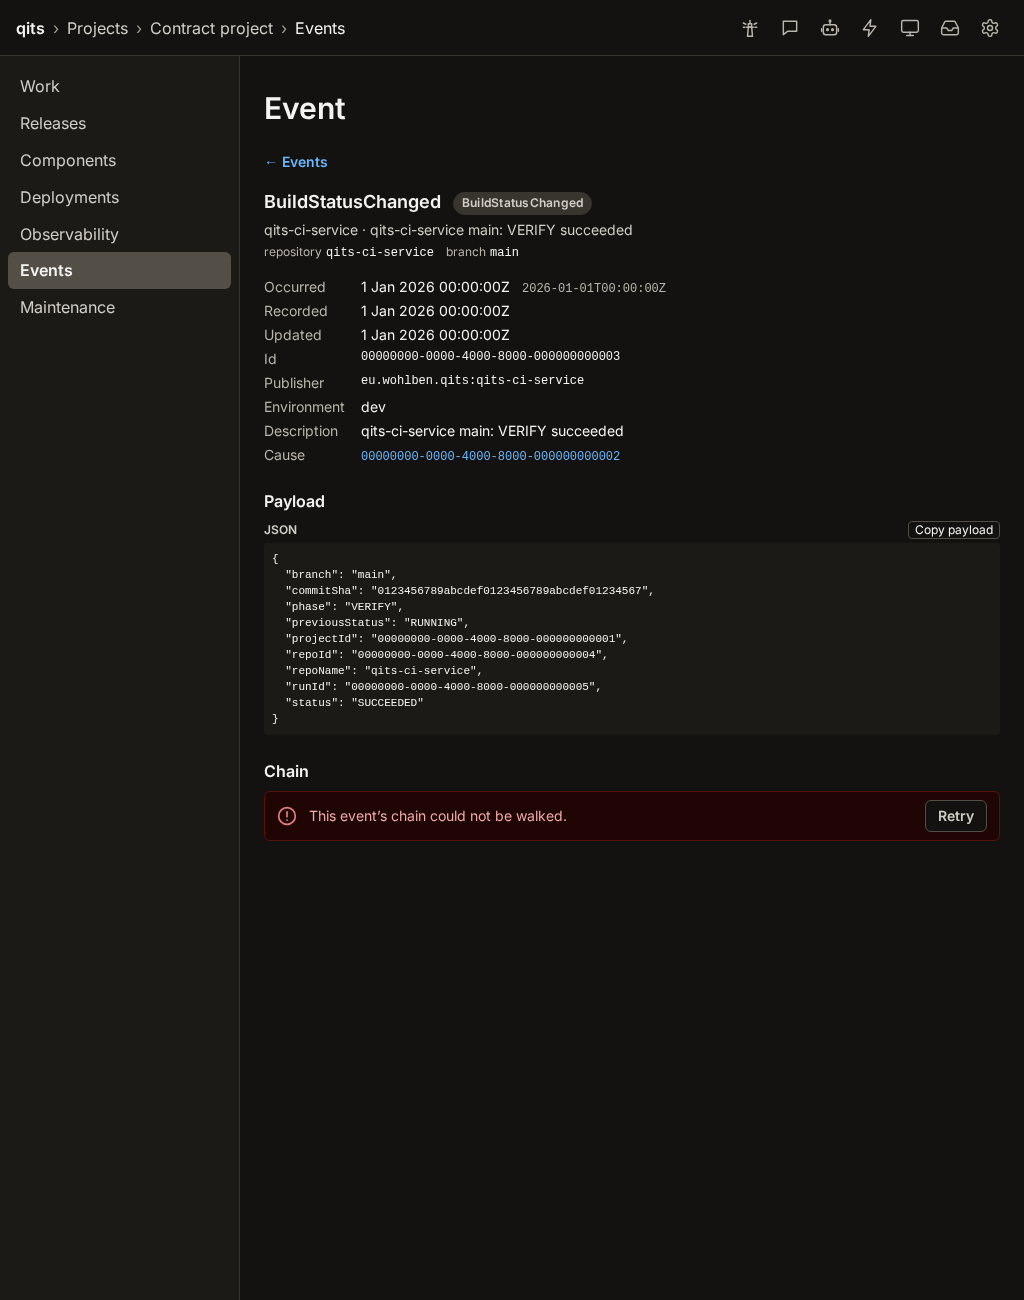 qits › Projects › Contract project › Events
Work
Releases
Components
Deployments
Observability
Events
Maintenance
Event
← Events
BuildStatusChanged BuildStatusChanged
qits-ci-service · qits-ci-service main: VERIFY succeeded
repository qits-ci-service branch main
Occurred 1 Jan 2026 00:00:00Z 2026-01-01T00:00:00Z
Recorded 1 Jan 2026 00:00:00Z
Updated 1 Jan 2026 00:00:00Z
Id 00000000-0000-4000-8000-000000000003
Publisher eu.wohlben.qits:qits-ci-service
Environment dev
Description qits-ci-service main: VERIFY succeeded
Cause 00000000-0000-4000-8000-000000000002
Payload
JSON Copy payload
{
  "branch": "main",
  "commitSha": "0123456789abcdef0123456789abcdef01234567",
  "phase": "VERIFY",
  "previousStatus": "RUNNING",
  "projectId": "00000000-0000-4000-8000-000000000001",
  "repoId": "00000000-0000-4000-8000-000000000004",
  "repoName": "qits-ci-service",
  "runId": "00000000-0000-4000-8000-000000000005",
  "status": "SUCCEEDED"
}
Chain
This event’s chain could not be walked. Retry